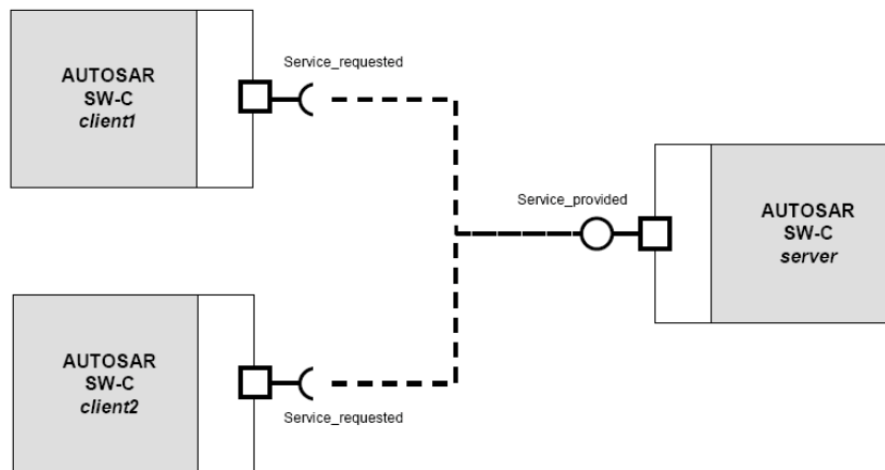 AUTOSAR
SW-C
client1
Service_requested
Service_provided
AUTOSAR
SW-C
server
AUTOSAR
SW-C
client2
Service_requested